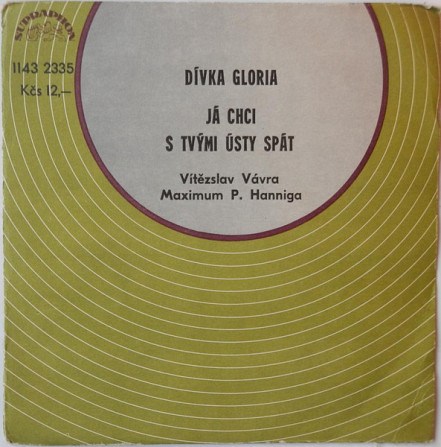 SUPRAPHON
1143 2335
Kčs 12,—
DÍVKA GLORIA
JÁ CHCI
S TVÝMI ÚSTY SPÁT
Vítězslav Vávra
Maximum P. Hanniga